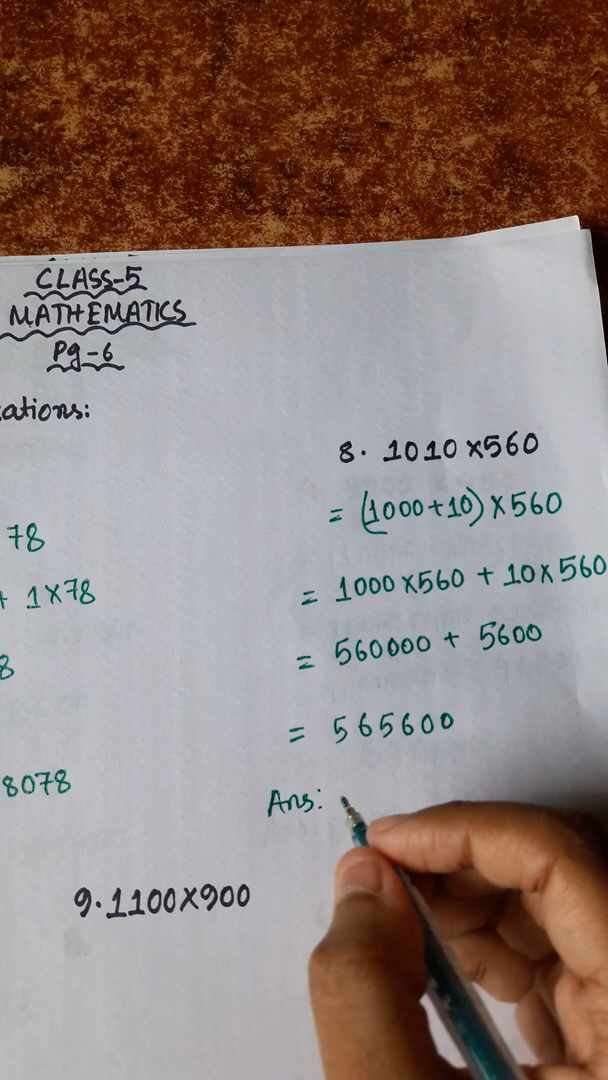 CLASS-5
MATHEMATICS
Pg-6
cations:
78
+ 1×78
8
8078
8. 1010×560
= (1000+10)×560
= 1000×560 + 10×560
= 560000 + 5600
= 565600
Ans:
9. 1100×900